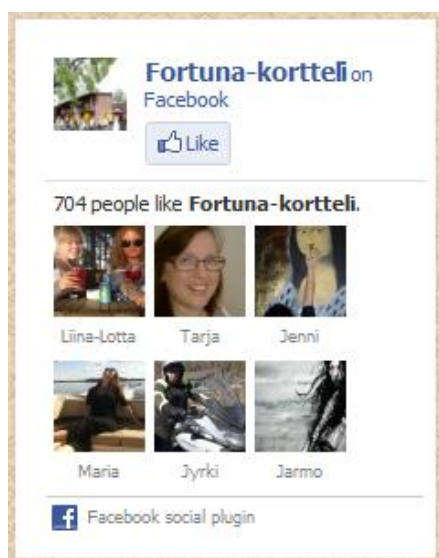 Fortuna-kortteli on
Facebook
Like
704 people like Fortuna-kortteli.
Liina-Lotta Tarja Jenni
Maria Jyrki Jarmo
Facebook social plugin